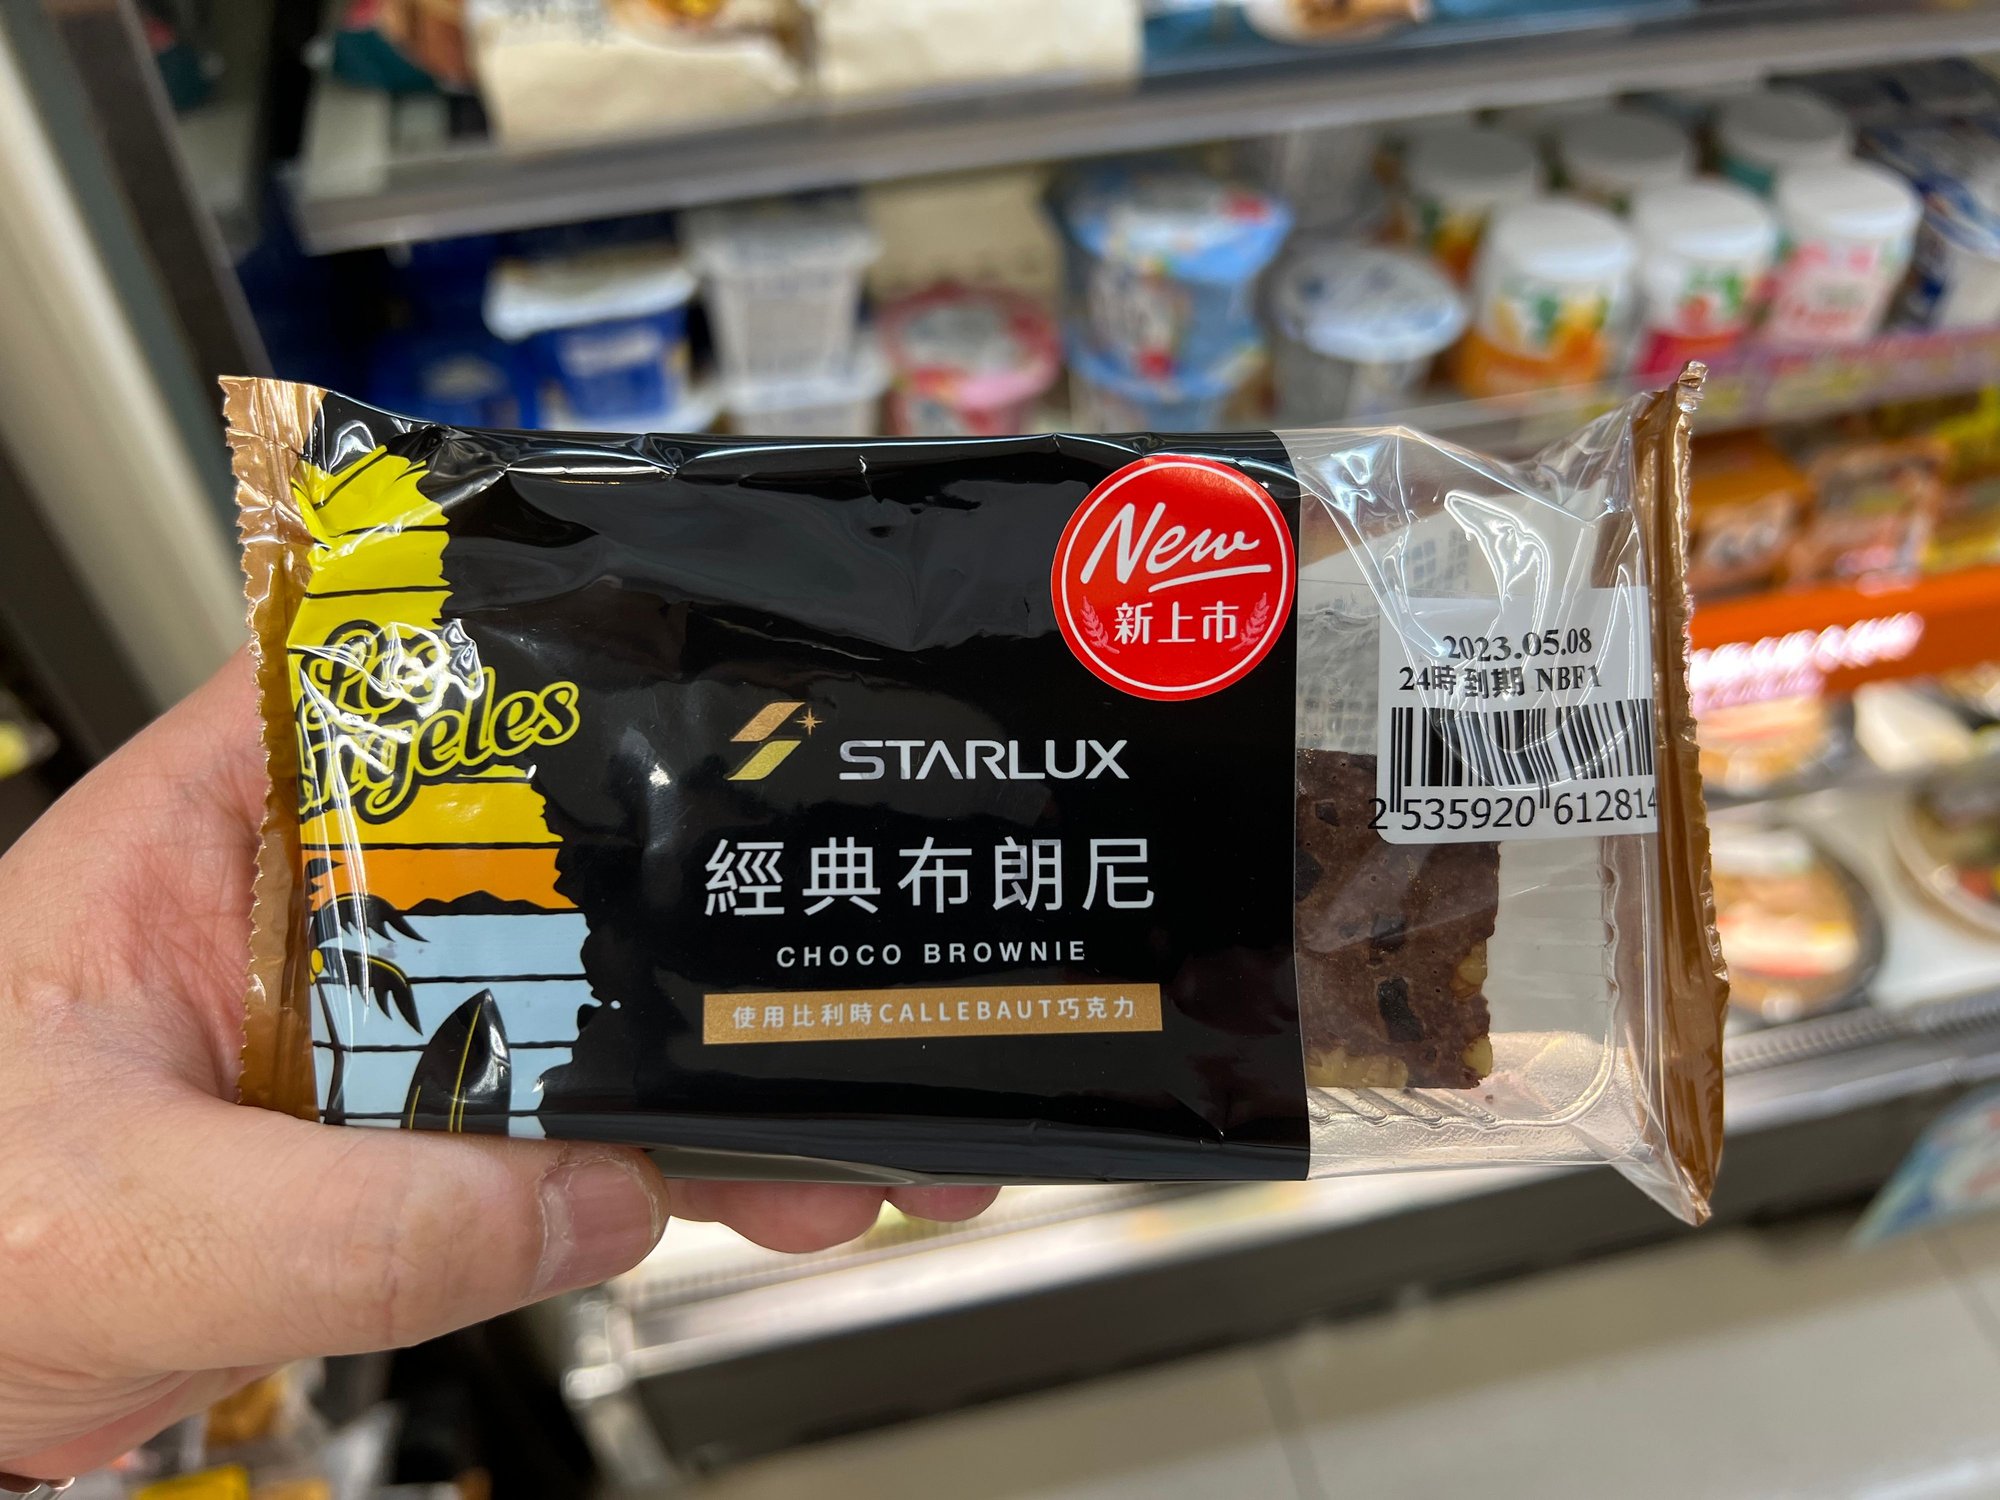 Los
Angeles
New
新上市
STARLUX
經典布朗尼
CHOCO BROWNIE
使用比利時CALLEBAUT巧克力
2023.05.08
24時到期 NBF1
2 535920 612814